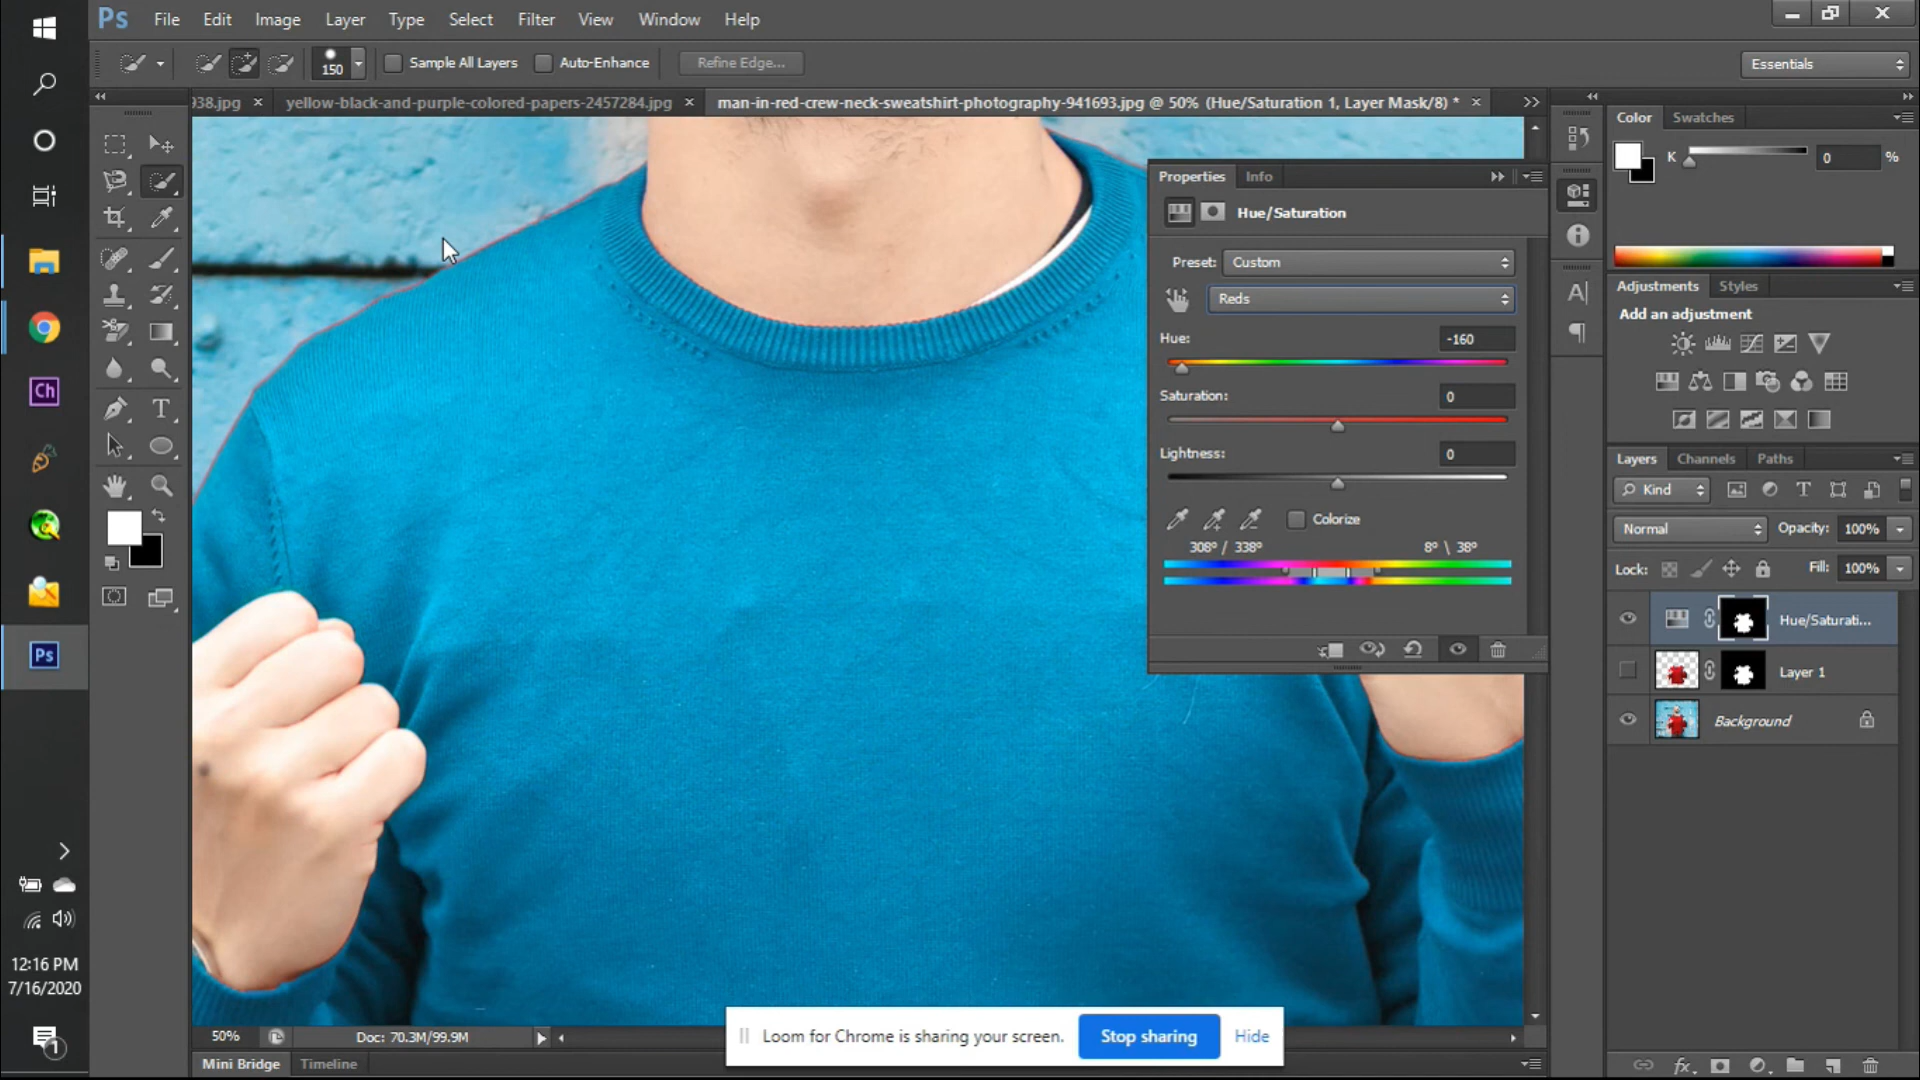 Ps File Edit Image Layer Type Select Filter View Window Help
150 Sample All Layers Auto-Enhance Refine Edge... Essentials
938.jpg × yellow-black-and-purple-colored-papers-2457284.jpg × man-in-red-crew-neck-sweatshirt-photography-941693.jpg @ 50% (Hue/Saturation 1, Layer Mask/8) * ×
Color Swatches
K 0 %
Properties Info
Hue/Saturation
Preset: Custom
Reds
Hue: -160
Saturation: 0
Lightness: 0
Colorize
308° / 338° 8° \ 38°
Adjustments Styles
Add an adjustment
Layers Channels Paths
Kind
Normal Opacity: 100%
Lock: Fill: 100%
Hue/Saturati...
Layer 1
Background
Ch
T
Ps
12:16 PM
7/16/2020
1
50% Doc: 70.3M/99.9M
Loom for Chrome is sharing your screen. Stop sharing Hide
Mini Bridge Timeline
fx